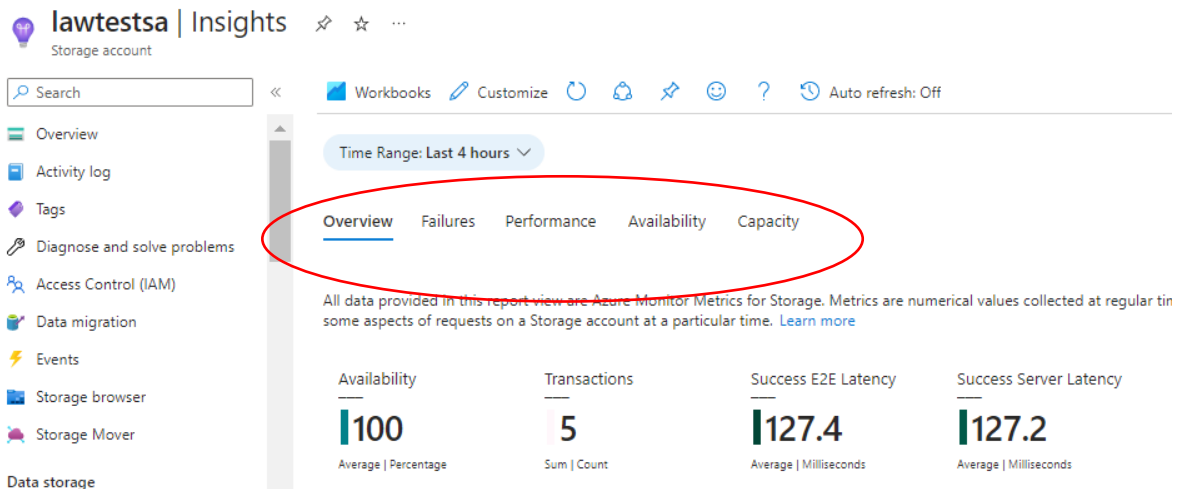 lawtestsa | Insights
Storage account
Search
Workbooks Customize Auto refresh: Off
Overview
Activity log
Tags
Diagnose and solve problems
Access Control (IAM)
Data migration
Events
Storage browser
Storage Mover
Data storage
Time Range: Last 4 hours
Overview Failures Performance Availability Capacity
All data provided in this report view are Azure Monitor Metrics for Storage. Metrics are numerical values collected at regular tin
some aspects of requests on a Storage account at a particular time. Learn more
Availability Transactions Success E2E Latency Success Server Latency
100 5 127.4 127.2
Average | Percentage Sum | Count Average | Milliseconds Average | Milliseconds